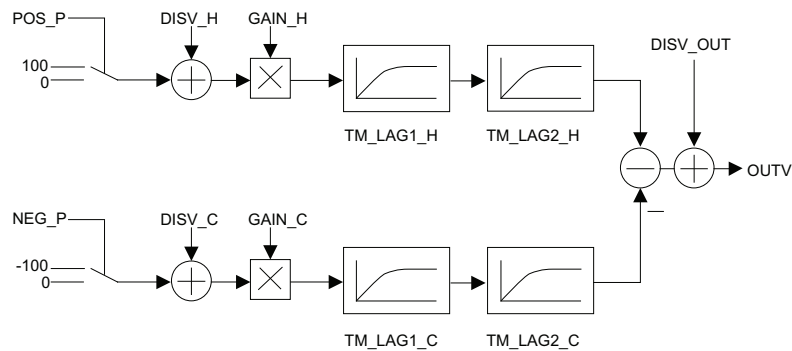 POS_P
DISV_H
GAIN_H
DISV_OUT
100
0
TM_LAG1_H
TM_LAG2_H
OUTV
NEG_P
DISV_C
GAIN_C
-100
0
TM_LAG1_C
TM_LAG2_C